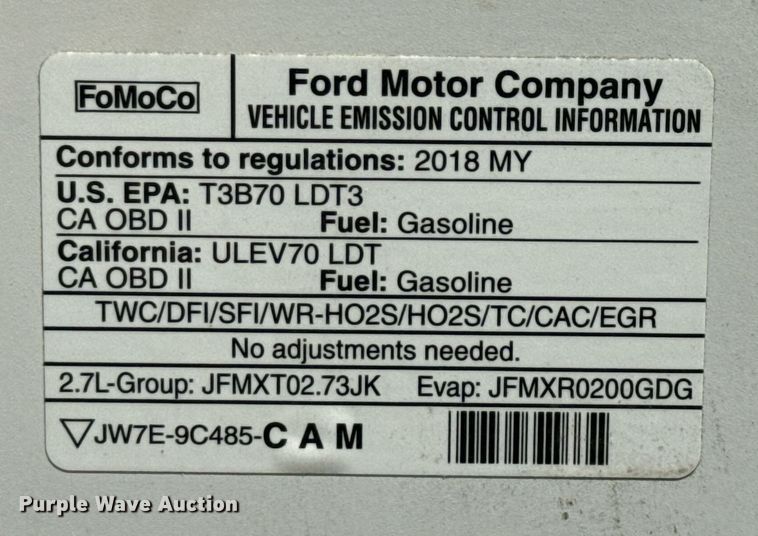 FoMoCo
Ford Motor Company
VEHICLE EMISSION CONTROL INFORMATION
Conforms to regulations: 2018 MY
U.S. EPA: T3B70 LDT3
CA OBD II Fuel: Gasoline
California: ULEV70 LDT
CA OBD II Fuel: Gasoline
TWC/DFI/SFI/WR-HO2S/HO2S/TC/CAC/EGR
No adjustments needed.
2.7L-Group: JFMXT02.73JK Evap: JFMXR0200GDG
▽JW7E-9C485-C A M
Purple Wave Auction